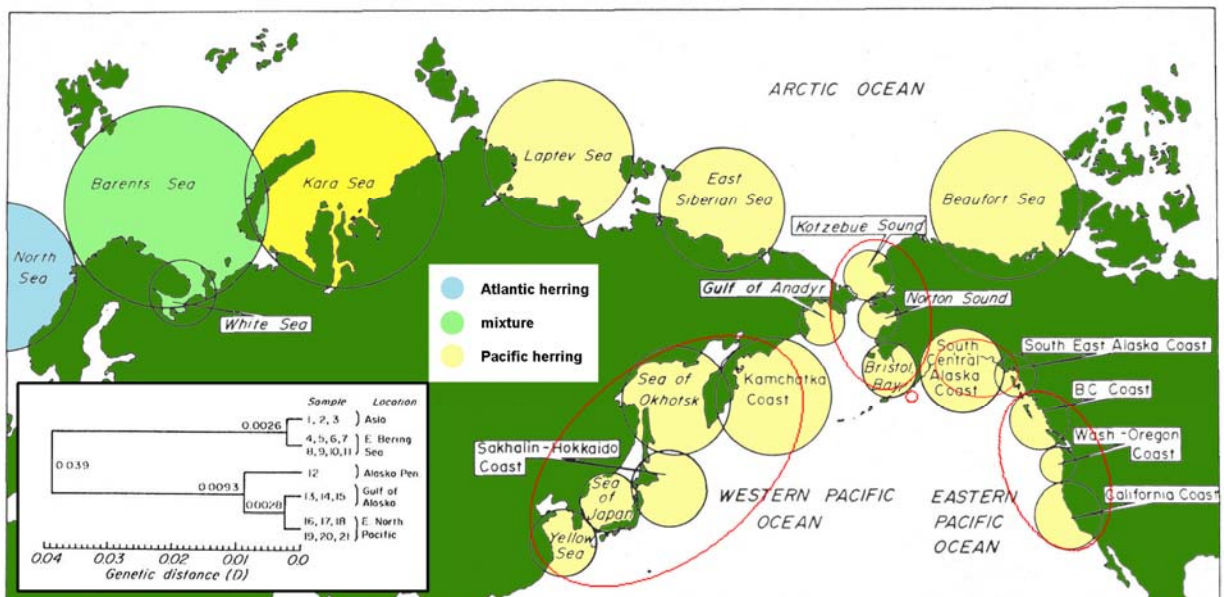 ARCTIC OCEAN
Laptev Sea
Barents Sea
Kara Sea
East
Siberian Sea
Beaufort Sea
Kotzebue Sound
North
Sea
Gulf of Anadyr
Norton Sound
White Sea
Atlantic herring
mixture
Pacific herring
South
Central
Alaska
Coast
South East Alaska Coast
Bristol
Bay
Sea of
Okhotsk
Kamchatka
Coast
BC Coast
Sakhalin-Hokkaido
Coast
Wash-Oregon
Coast
Sea
of
Japan
California Coast
WESTERN PACIFIC
OCEAN
EASTERN
PACIFIC
OCEAN
Yellow
Sea
Sample Location
0.0026 1, 2, 3 Asia
4, 5, 6, 7 E. Bering
8, 9, 10, 11 Sea
0.039
0.0093 12 Alaska Pen.
0.0028 13, 14, 15 Gulf of
Alaska
16, 17, 18 E. North
19, 20, 21 Pacific
0.04 0.03 0.02 0.01 0.0
Genetic distance (D)